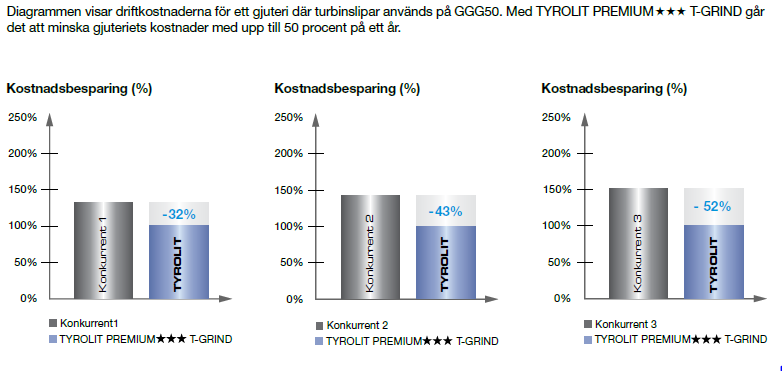 Diagrammen visar driftkostnaderna för ett gjuteri där turbinslipar används på GGG50. Med TYROLIT PREMIUM★★★ T-GRIND går
det att minska gjuteriets kostnader med upp till 50 procent på ett år.
Kostnadsbesparing (%)
250%
200%
150%
100%
50%
0%
Konkurrent 1
-32%
TYROLIT
Konkurrent1
TYROLIT PREMIUM★★★ T-GRIND
Kostnadsbesparing (%)
250%
200%
150%
100%
50%
0%
Konkurrent 2
-43%
TYROLIT
Konkurrent 2
TYROLIT PREMIUM★★★ T-GRIND
Kostnadsbesparing (%)
250%
200%
150%
100%
50%
0%
Konkurrent 3
- 52%
TYROLIT
Konkurrent 3
TYROLIT PREMIUM★★★ T-GRIND